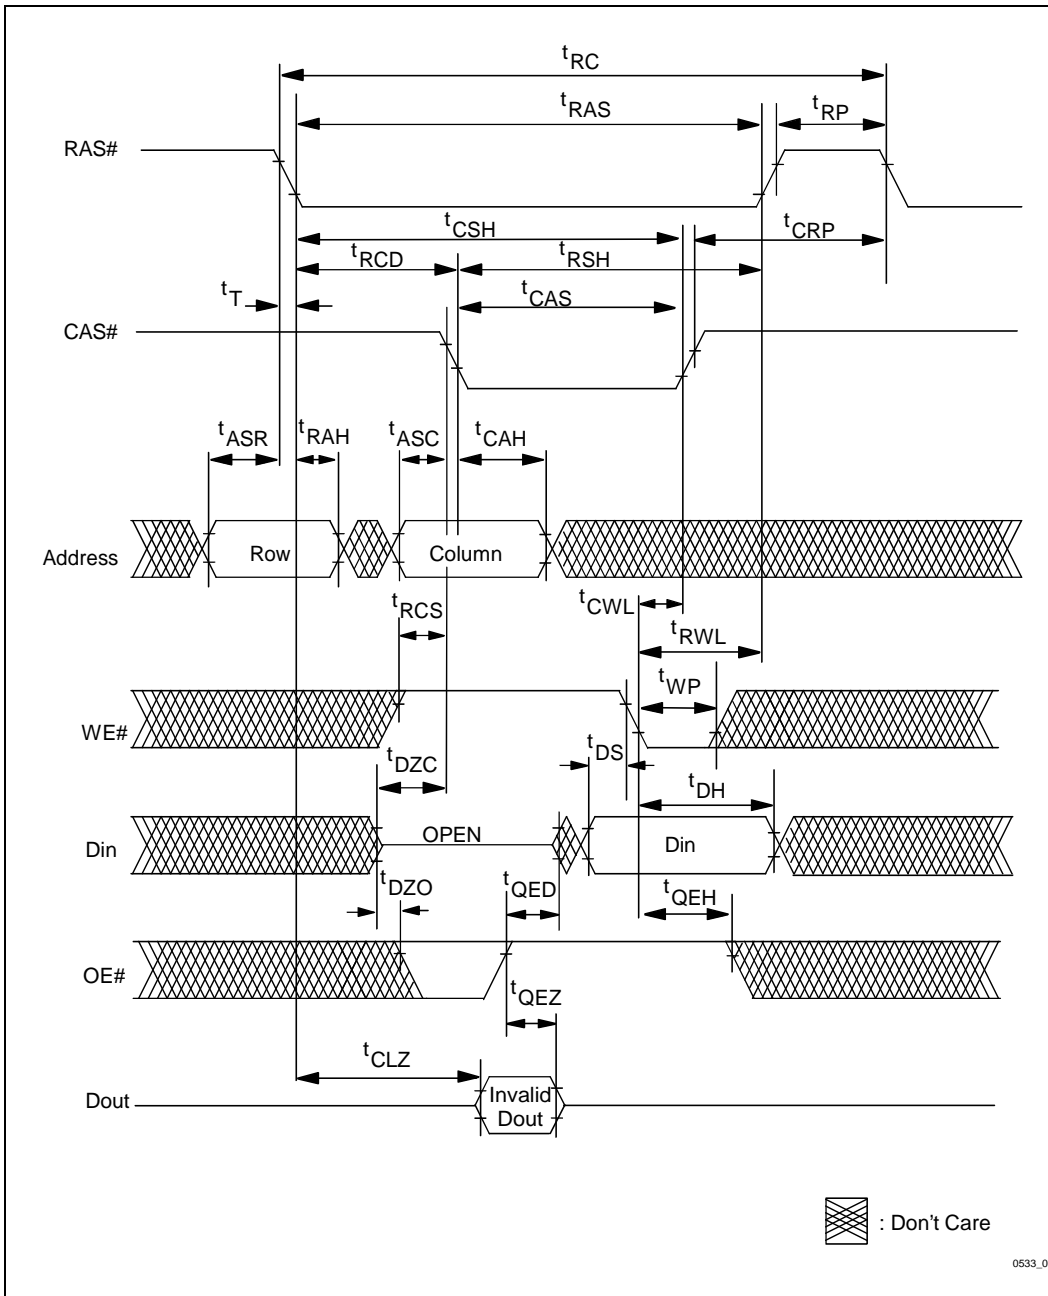 tRC
tRAS
tRP
RAS#
tCSH
tCRP
tRCD
tRSH
tT
tCAS
CAS#
tASR
tRAH
tASC
tCAH
Address
Row
Column
tRCS
tCWL
tRWL
tWP
WE#
tDZC
tDS
tDH
Din
OPEN
Din
tDZO
tQED
tQEH
OE#
tQEZ
tCLZ
Dout
Invalid
Dout
: Don't Care
0533_0